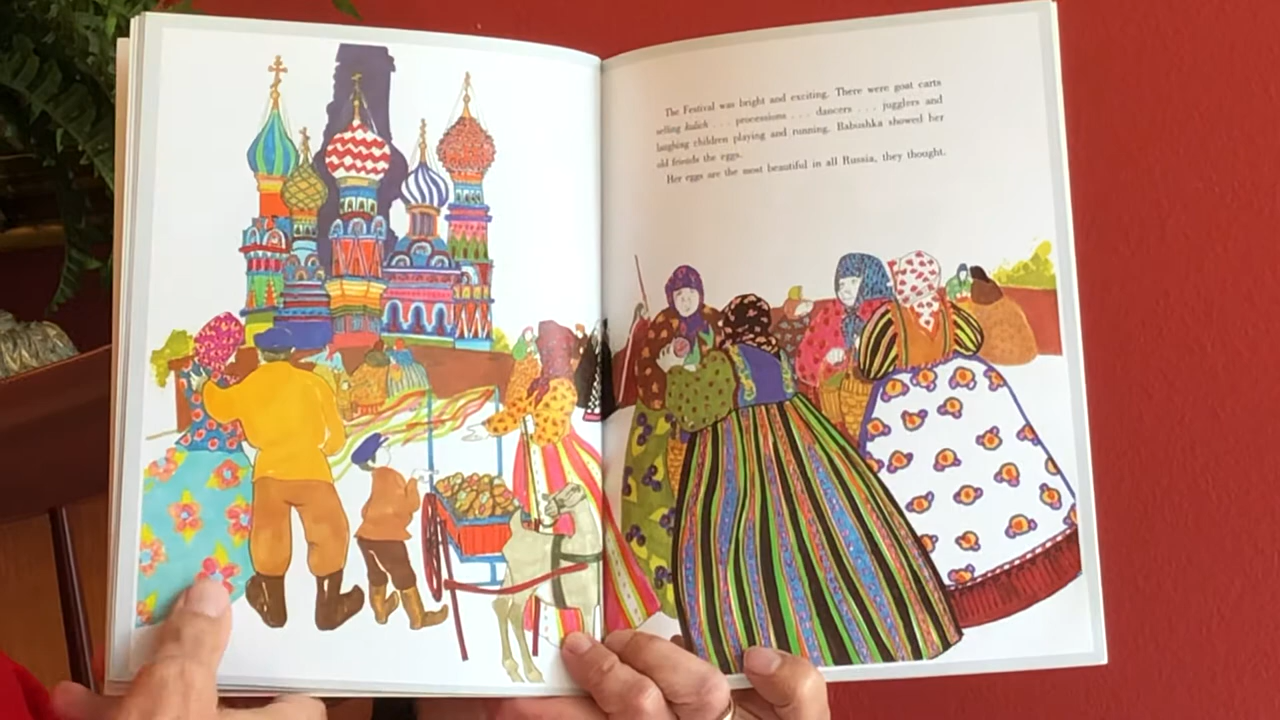 The Festival was bright and exciting. There were goat carts
selling kulich . . . processions . . . dancers . . . jugglers and
laughing children playing and running. Babushka showed her
old friends the eggs.
Her eggs are the most beautiful in all Russia, they thought.